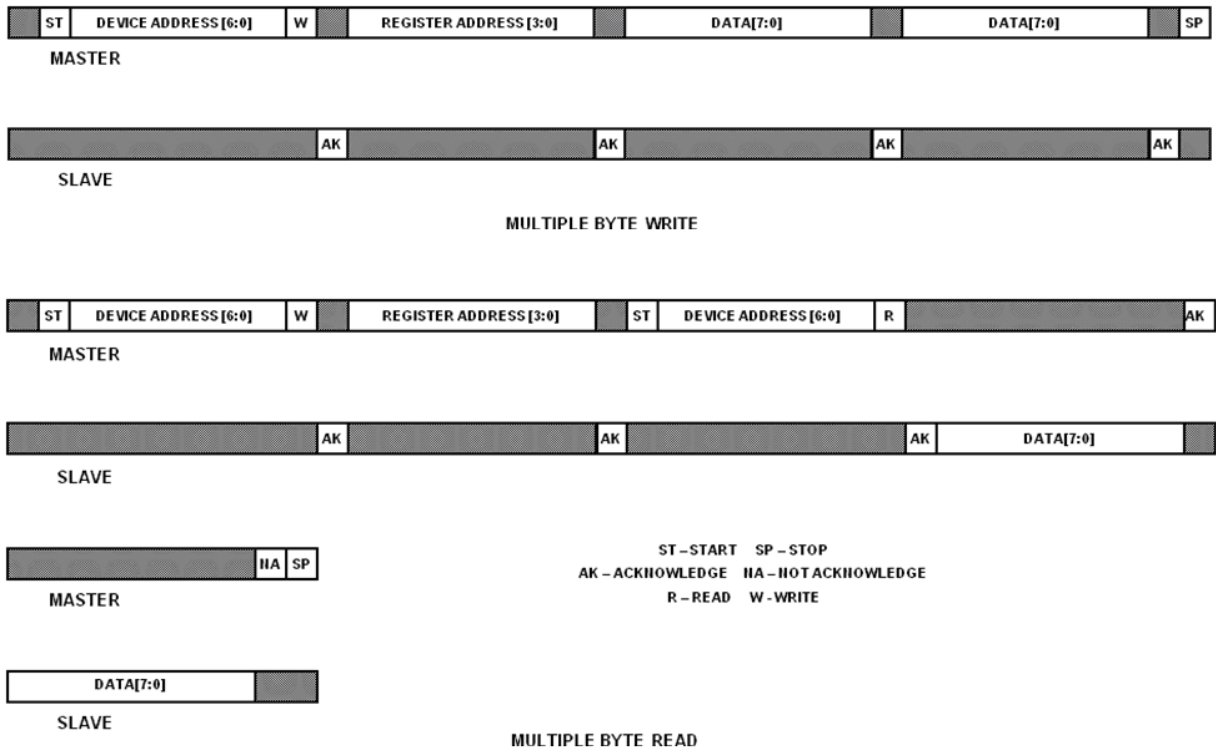 ST DEVICE ADDRESS [6:0] W REGISTER ADDRESS [3:0] DATA[7:0] DATA[7:0] SP
MASTER
AK AK AK AK
SLAVE
MULTIPLE BYTE WRITE
ST DEVICE ADDRESS [6:0] W REGISTER ADDRESS [3:0] ST DEVICE ADDRESS [6:0] R AK
MASTER
AK AK AK DATA[7:0]
SLAVE
NA SP
MASTER
ST – START SP – STOP
AK – ACKNOWLEDGE NA – NOT ACKNOWLEDGE
R – READ W - WRITE
DATA[7:0]
SLAVE
MULTIPLE BYTE READ